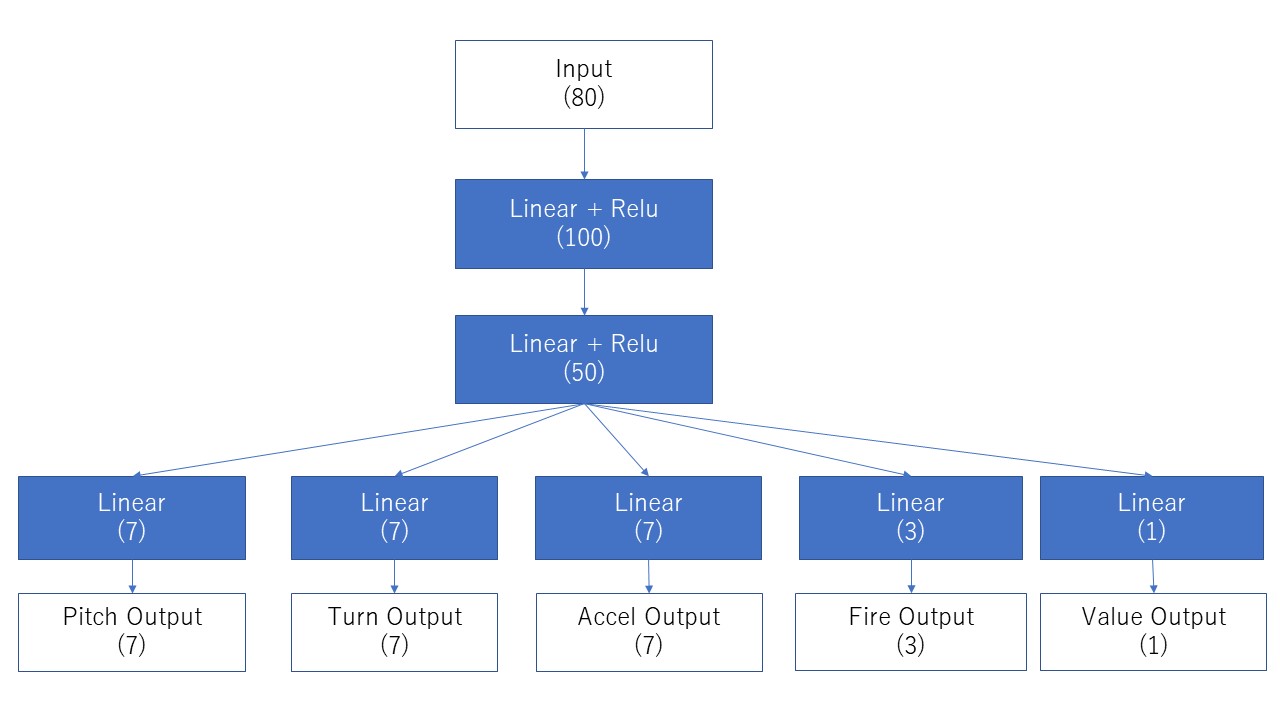 Input
(80)
Linear + Relu
(100)
Linear + Relu
(50)
Linear
(7)
Linear
(7)
Linear
(7)
Linear
(3)
Linear
(1)
Pitch Output
(7)
Turn Output
(7)
Accel Output
(7)
Fire Output
(3)
Value Output
(1)